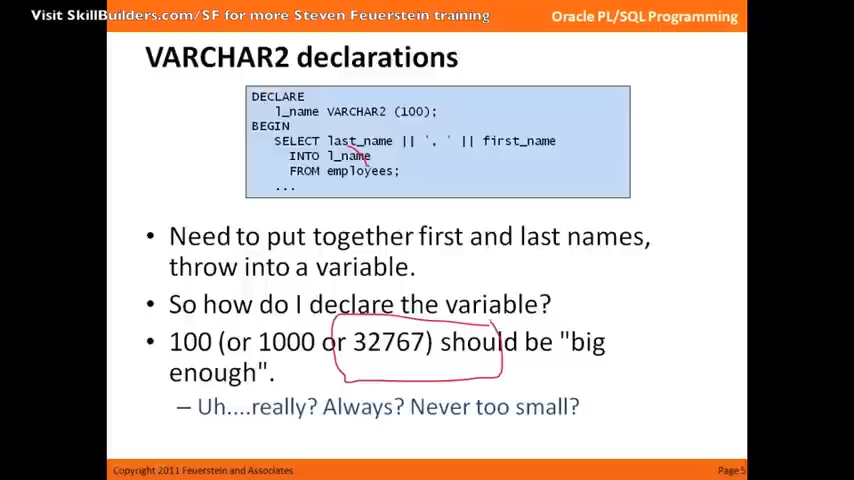 Visit SkillBuilders.com/SF for more Steven Feuerstein training
Oracle PL/SQL Programming
VARCHAR2 declarations
DECLARE
l_name VARCHAR2 (100);
BEGIN
SELECT last_name || ', ' || first_name
INTO l_name
FROM employees;
...
• Need to put together first and last names,
throw into a variable.
• So how do I declare the variable?
• 100 (or 1000 or 32767) should be "big
enough".
– Uh....really? Always? Never too small?
Copyright 2011 Feuerstein and Associates
Page 5